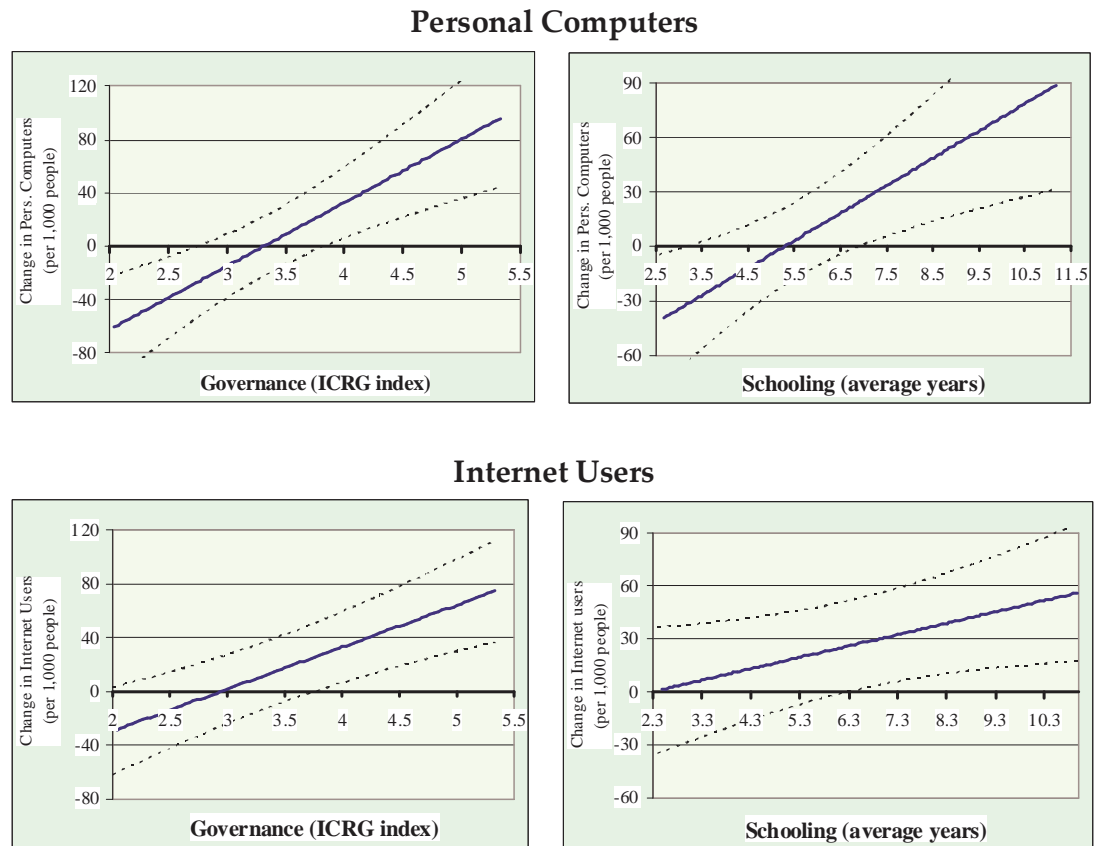 Personal Computers
Change in Pers. Computers
(per 1,000 people)
120
80
40
0
-40
-80
2 2.5 3 3.5 4 4.5 5 5.5
Governance (ICRG index)
Change in Pers. Computers
(per 1,000 people)
90
60
30
0
-30
-60
2.5 3.5 4.5 5.5 6.5 7.5 8.5 9.5 10.5 11.5
Schooling (average years)
Internet Users
Change in Internet Users
(per 1,000 people)
120
80
40
0
-40
-80
2 2.5 3 3.5 4 4.5 5 5.5
Governance (ICRG index)
Change in Internet users
(per 1,000 people)
90
60
30
0
-30
-60
2.3 3.3 4.3 5.3 6.3 7.3 8.3 9.3 10.3
Schooling (average years)